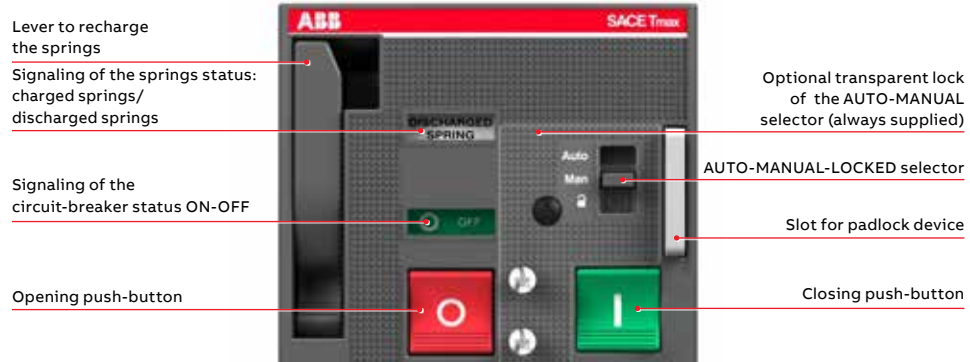 Lever to recharge
the springs
Signaling of the springs status:
charged springs/
discharged springs
Signaling of the
circuit-breaker status ON-OFF
Opening push-button
ABB
SACE Tmax
DISCHARGED
SPRING
Auto
Man
O OFF
O
I
Optional transparent lock
of the AUTO-MANUAL
selector (always supplied)
AUTO-MANUAL-LOCKED selector
Slot for padlock device
Closing push-button